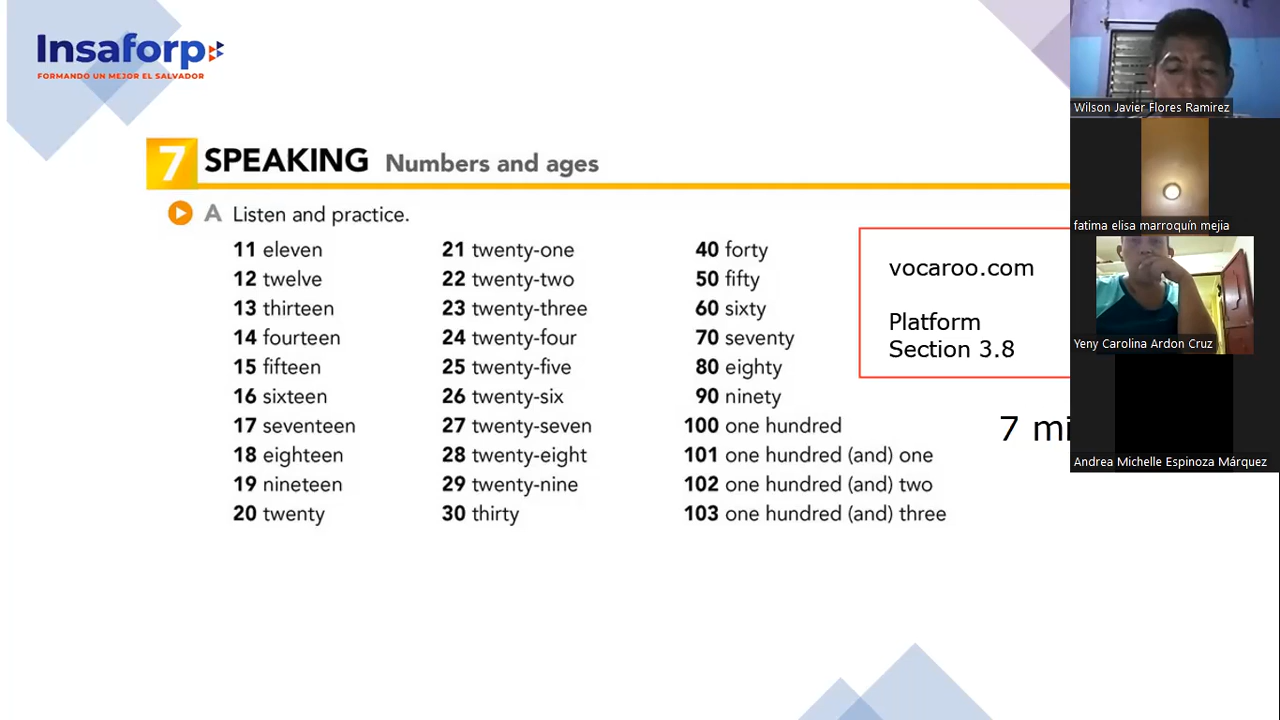 Insaforp
FORMANDO UN MEJOR EL SALVADOR
7 SPEAKING Numbers and ages
A Listen and practice.
11 eleven
12 twelve
13 thirteen
14 fourteen
15 fifteen
16 sixteen
17 seventeen
18 eighteen
19 nineteen
20 twenty
21 twenty-one
22 twenty-two
23 twenty-three
24 twenty-four
25 twenty-five
26 twenty-six
27 twenty-seven
28 twenty-eight
29 twenty-nine
30 thirty
40 forty
50 fifty
60 sixty
70 seventy
80 eighty
90 ninety
100 one hundred
101 one hundred (and) one
102 one hundred (and) two
103 one hundred (and) three
vocaroo.com
Platform
Section 3.8
7 mi
Wilson Javier Flores Ramirez
fatima elisa marroquín mejia
Yeny Carolina Ardon Cruz
Andrea Michelle Espinoza Márquez